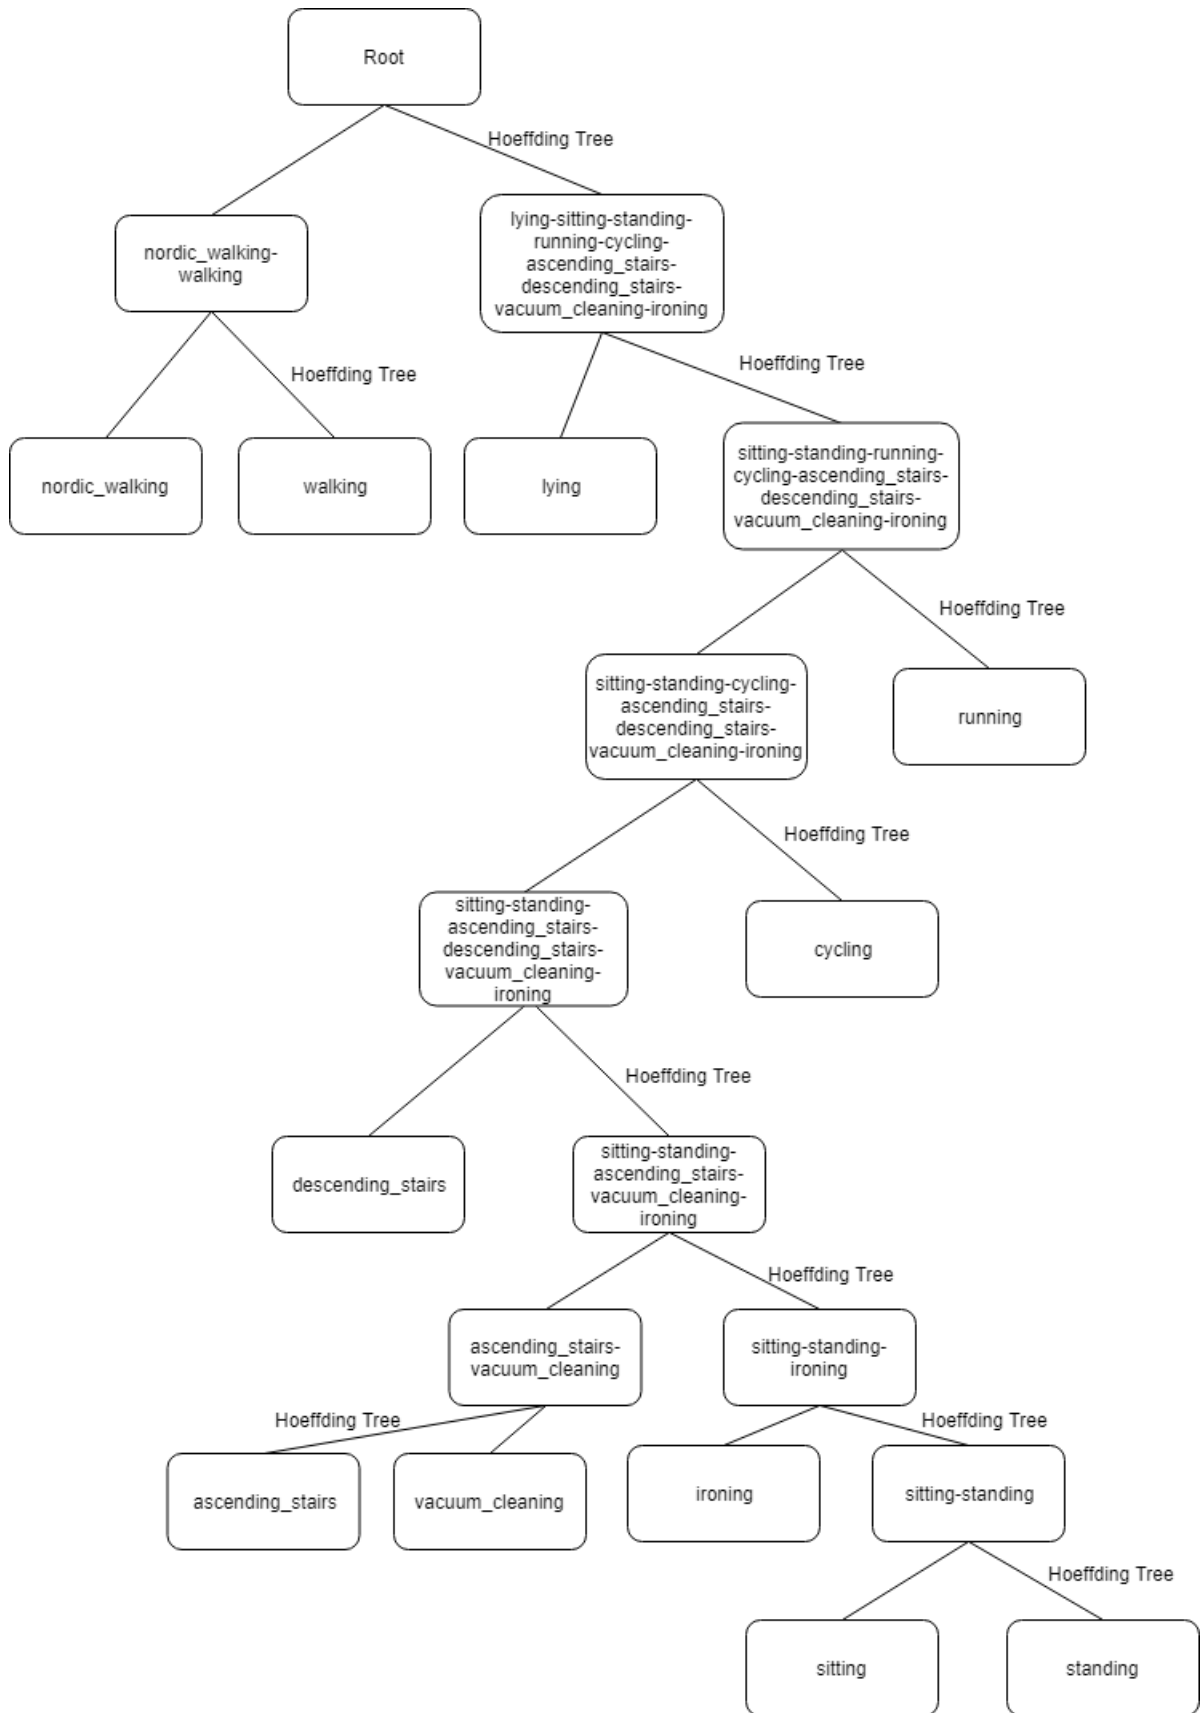 Root
Hoeffding Tree
nordic_walking-
walking
lying-sitting-standing-
running-cycling-
ascending_stairs-
descending_stairs-
vacuum_cleaning-ironing
Hoeffding Tree
Hoeffding Tree
nordic_walking
walking
lying
sitting-standing-running-
cycling-ascending_stairs-
descending_stairs-
vacuum_cleaning-ironing
Hoeffding Tree
sitting-standing-cycling-
ascending_stairs-
descending_stairs-
vacuum_cleaning-ironing
running
Hoeffding Tree
sitting-standing-
ascending_stairs-
descending_stairs-
vacuum_cleaning-
ironing
cycling
Hoeffding Tree
descending_stairs
sitting-standing-
ascending_stairs-
vacuum_cleaning-
ironing
Hoeffding Tree
ascending_stairs-
vacuum_cleaning
sitting-standing-
ironing
Hoeffding Tree
Hoeffding Tree
ascending_stairs
vacuum_cleaning
ironing
sitting-standing
Hoeffding Tree
sitting
standing